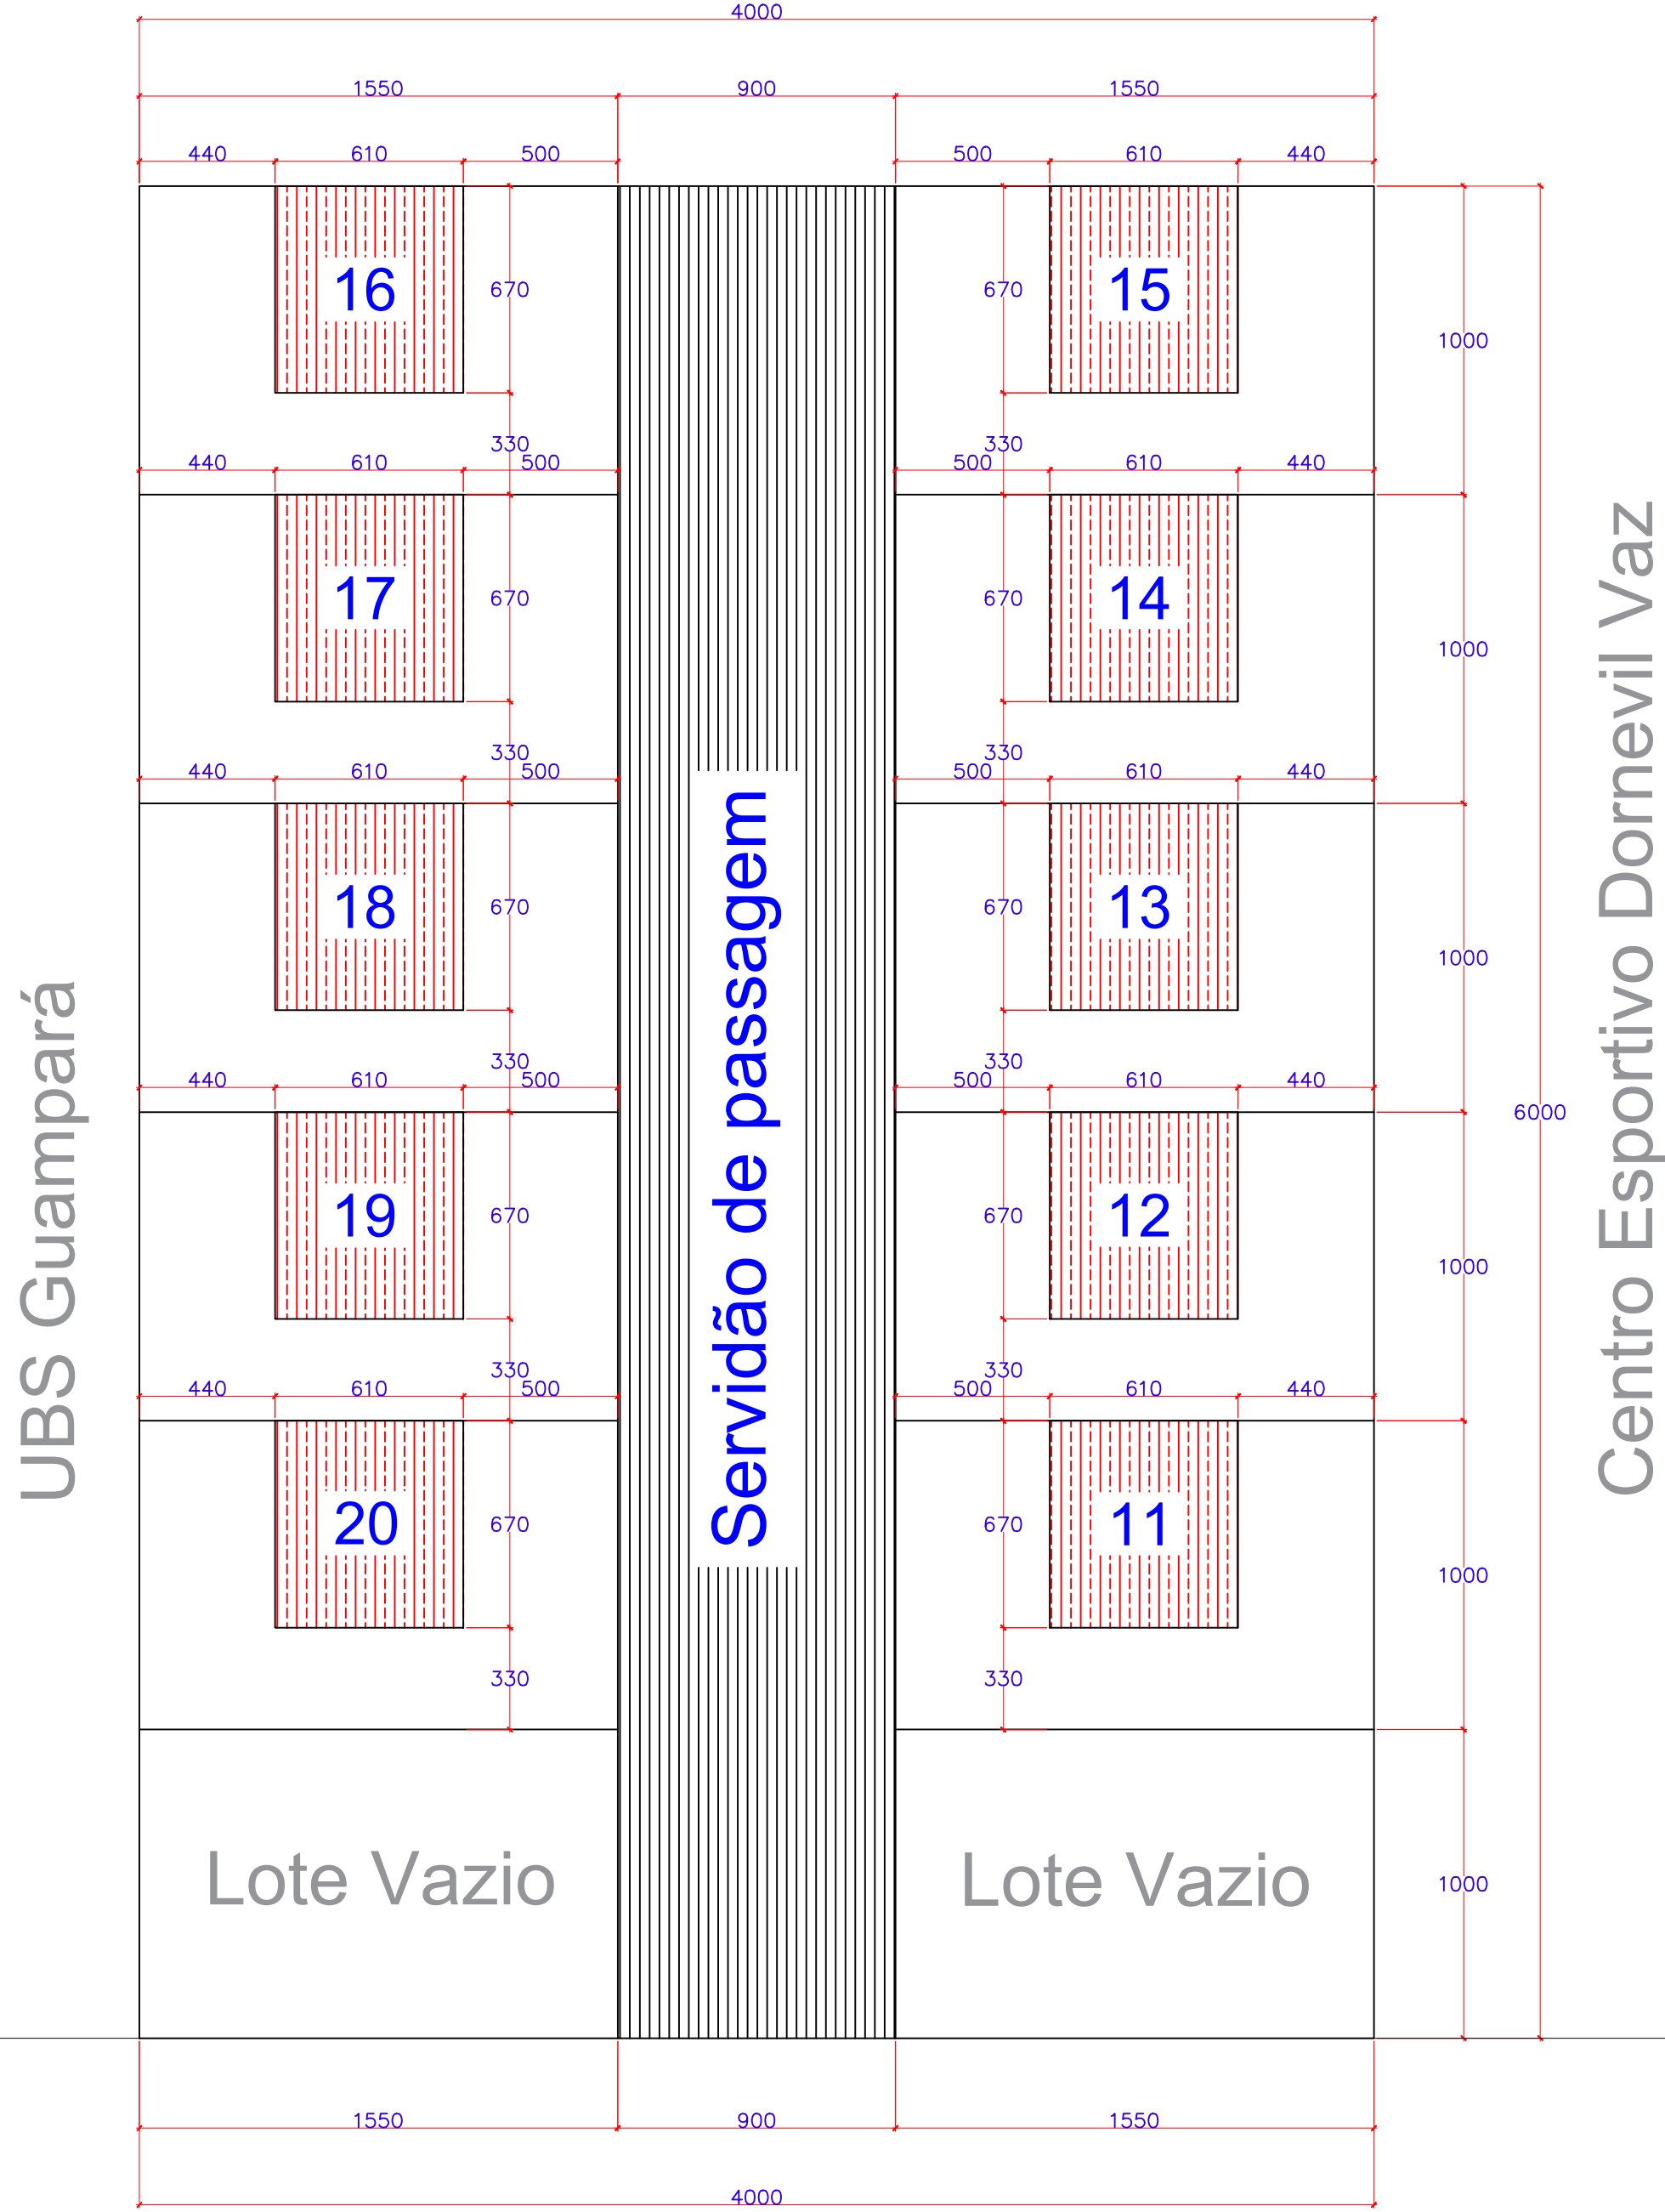 4000
1550 900 1550
440 610 500 500 610 440
16 670 670 15 1000
330 330
440 610 500 500 610 440
17 670 670 14 1000
330 330
440 610 500 500 610 440
18 670 670 13 1000
330 330
440 610 500 500 610 440
6000
19 670 670 12 1000
330 330
440 610 500 500 610 440
20 670 670 11 1000
330 330
Lote Vazio Lote Vazio 1000
1550 900 1550
4000
UBS Guampará
Servidão de passagem
Centro Esportivo Dornevil Vaz